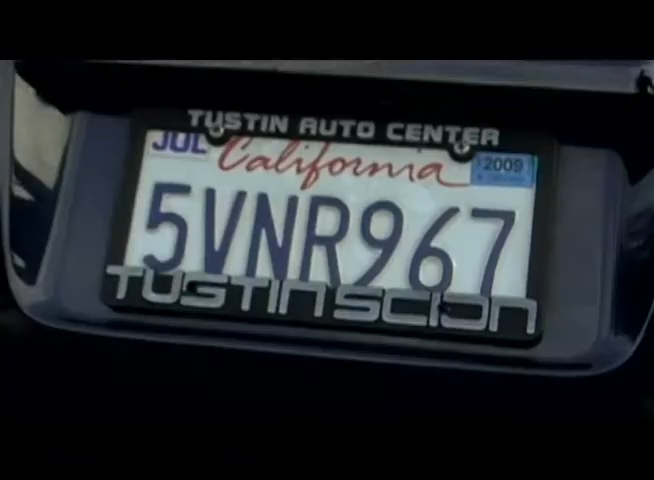 TUSTIN AUTO CENTER
JUL California 2009
5VNR967
TUSTIN SCION